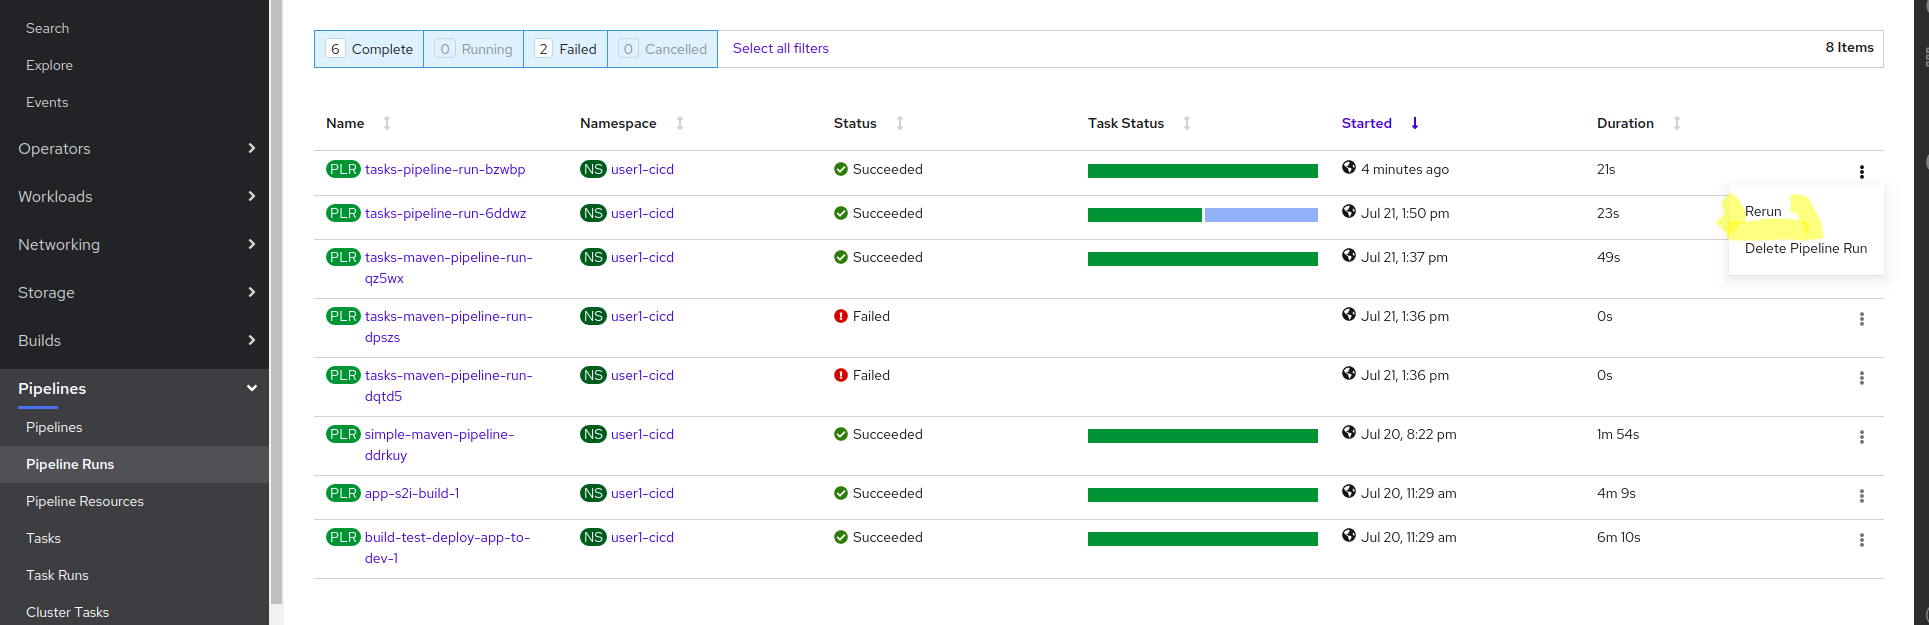 Search
Explore
Events
Operators
Workloads
Networking
Storage
Builds
Pipelines
Pipelines
Pipeline Runs
Pipeline Resources
Tasks
Task Runs
Cluster Tasks
6 Complete 0 Running 2 Failed 0 Cancelled Select all filters 8 Items
Name Namespace Status Task Status Started Duration
PLR tasks-pipeline-run-bzwbp NS user1-cicd Succeeded 4 minutes ago 21s
PLR tasks-pipeline-run-6ddwz NS user1-cicd Succeeded Jul 21, 1:50 pm 23s
Rerun
Delete Pipeline Run
PLR tasks-maven-pipeline-run- NS user1-cicd Succeeded Jul 21, 1:37 pm 49s
qz5wx
PLR tasks-maven-pipeline-run- NS user1-cicd Failed Jul 21, 1:36 pm 0s
dpszs
PLR tasks-maven-pipeline-run- NS user1-cicd Failed Jul 21, 1:36 pm 0s
dqtd5
PLR simple-maven-pipeline- NS user1-cicd Succeeded Jul 20, 8:22 pm 1m 54s
ddrkuy
PLR app-s2i-build-1 NS user1-cicd Succeeded Jul 20, 11:29 am 4m 9s
PLR build-test-deploy-app-to- NS user1-cicd Succeeded Jul 20, 11:29 am 6m 10s
dev-1